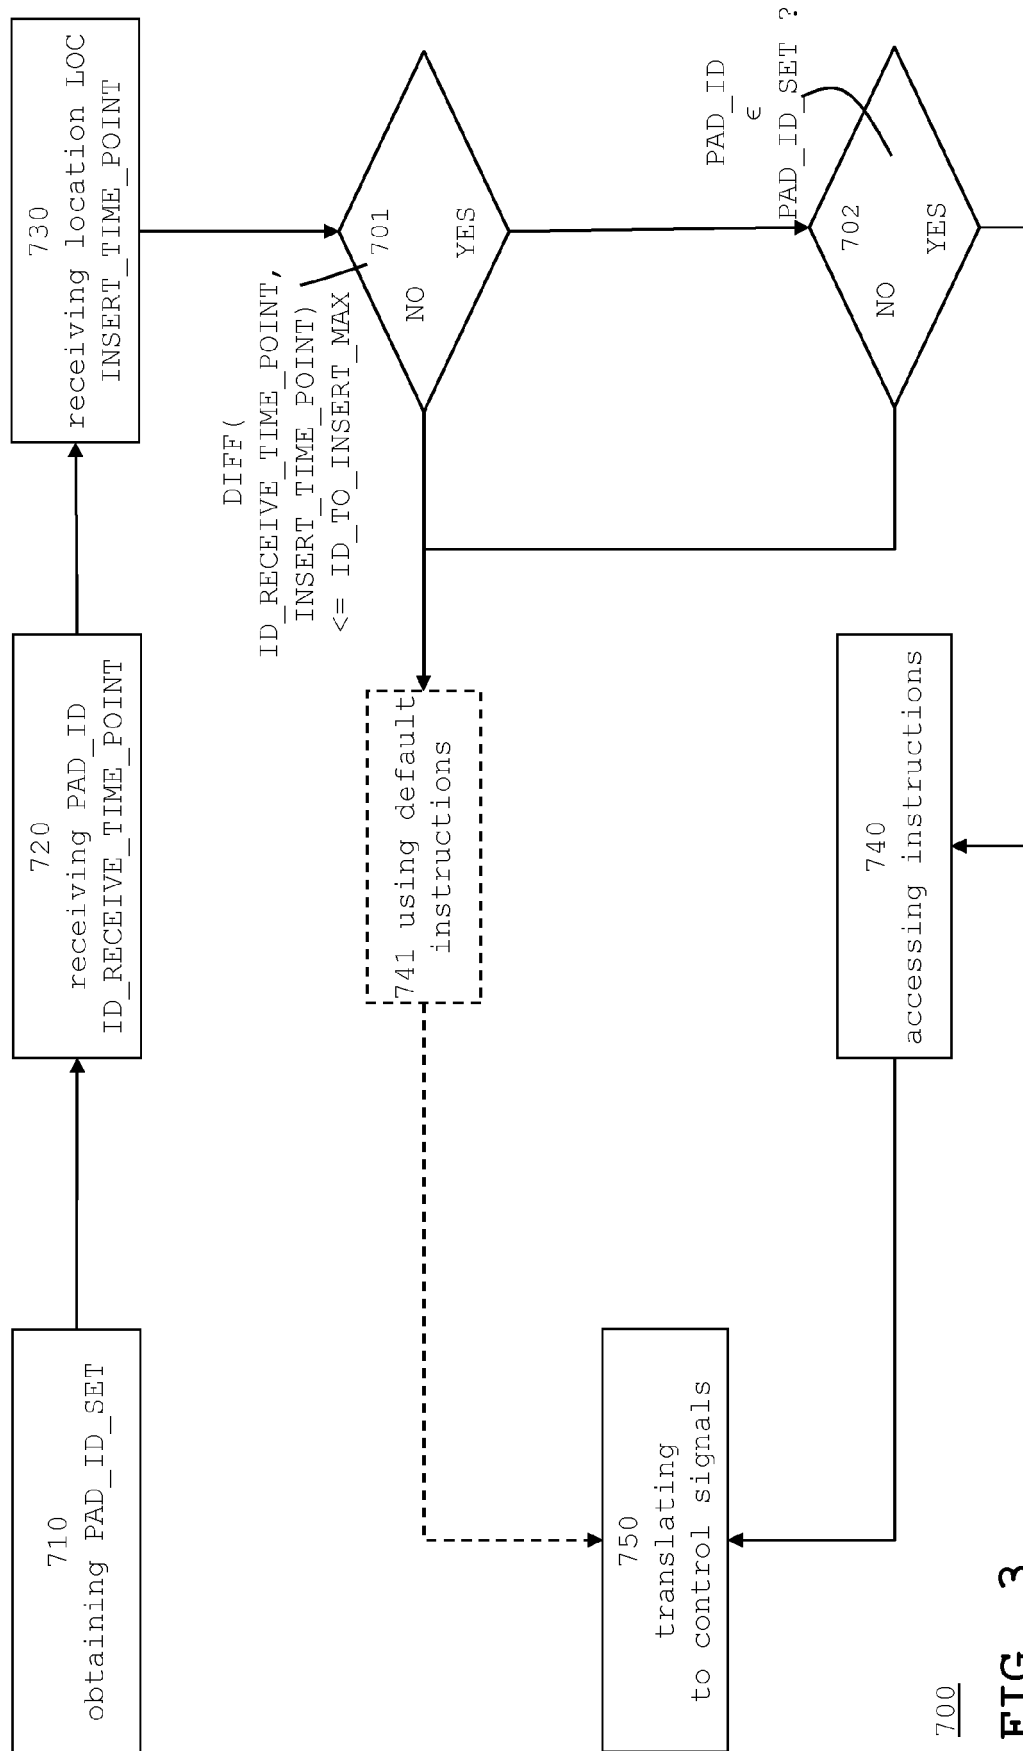 710
obtaining PAD_ID_SET
720
receiving PAD_ID
ID_RECEIVE_TIME_POINT
730
receiving location LOC
INSERT_TIME_POINT
DIFF(
ID_RECEIVE_TIME_POINT,
INSERT_TIME_POINT)
<= ID_TO_INSERT_MAX
701
NO
YES
741 using default
instructions
PAD_ID
ϵ
PAD_ID_SET ?
702
NO
YES
740
accessing instructions
750
translating
to control signals
700
FIG 3